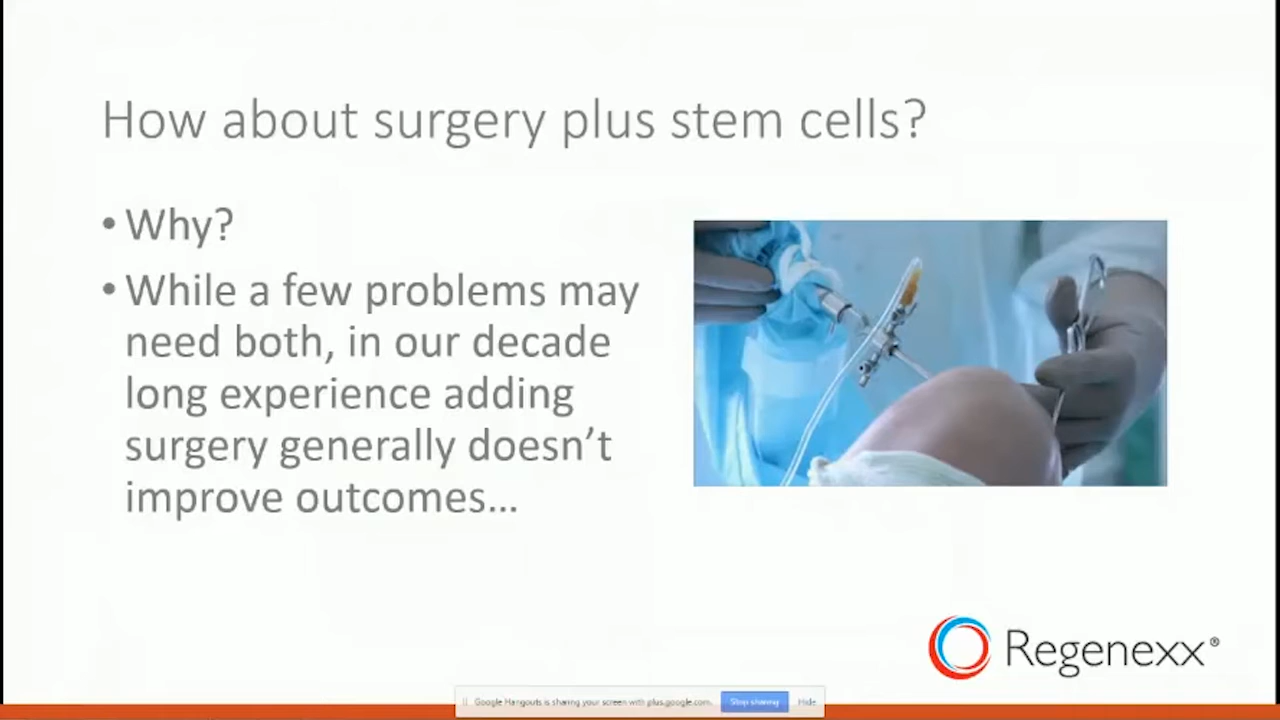 How about surgery plus stem cells?
• Why?
• While a few problems may
need both, in our decade
long experience adding
surgery generally doesn’t
improve outcomes...
Regenexx®
Google Hangouts is sharing your screen with plus.google.com.
Stop sharing
Hide